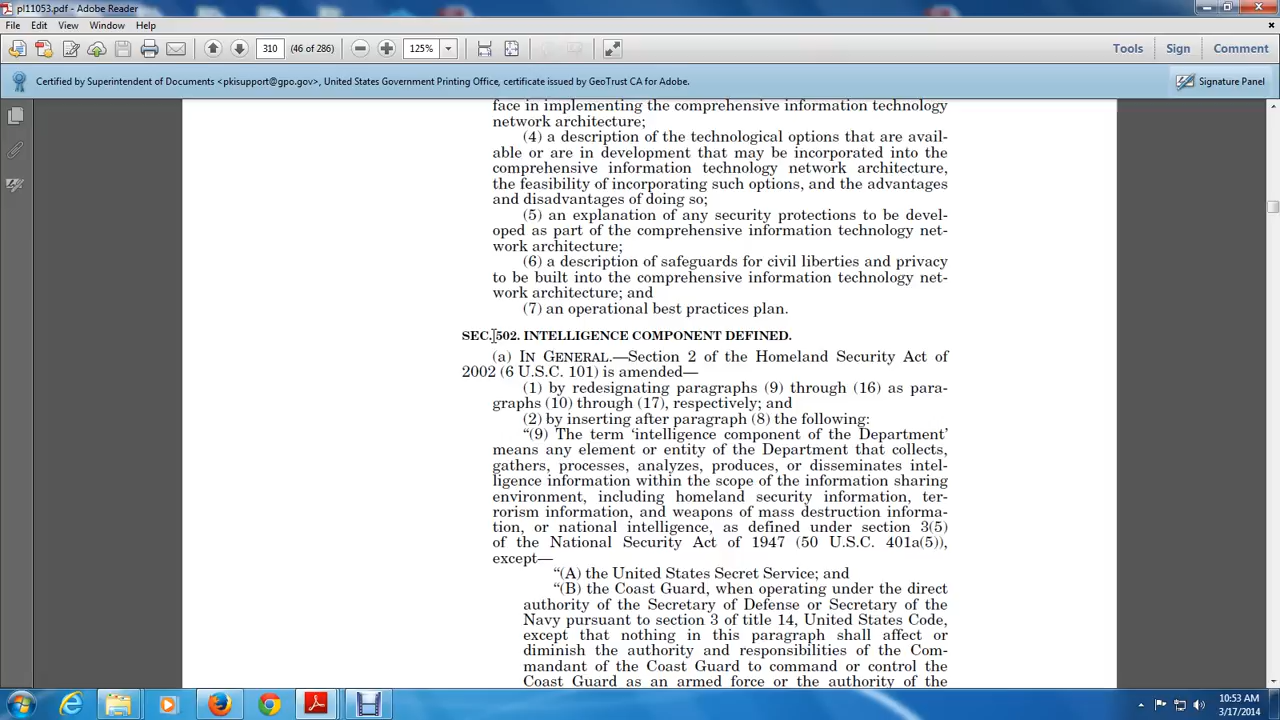 pl11053.pdf - Adobe Reader
File Edit View Window Help
310 (46 of 286) 125% Tools Sign Comment
Certified by Superintendent of Documents <pkisupport@gpo.gov>, United States Government Printing Office, certificate issued by GeoTrust CA for Adobe. Signature Panel
face in implementing the comprehensive information technology
network architecture;
(4) a description of the technological options that are avail-
able or are in development that may be incorporated into the
comprehensive information technology network architecture,
the feasibility of incorporating such options, and the advantages
and disadvantages of doing so;
(5) an explanation of any security protections to be devel-
oped as part of the comprehensive information technology net-
work architecture;
(6) a description of safeguards for civil liberties and privacy
to be built into the comprehensive information technology net-
work architecture; and
(7) an operational best practices plan.
SEC. 502. INTELLIGENCE COMPONENT DEFINED.
(a) IN GENERAL.—Section 2 of the Homeland Security Act of
2002 (6 U.S.C. 101) is amended—
(1) by redesignating paragraphs (9) through (16) as para-
graphs (10) through (17), respectively; and
(2) by inserting after paragraph (8) the following:
“(9) The term ‘intelligence component of the Department’
means any element or entity of the Department that collects,
gathers, processes, analyzes, produces, or disseminates intel-
ligence information within the scope of the information sharing
environment, including homeland security information, ter-
rorism information, and weapons of mass destruction informa-
tion, or national intelligence, as defined under section 3(5)
of the National Security Act of 1947 (50 U.S.C. 401a(5)),
except—
“(A) the United States Secret Service; and
“(B) the Coast Guard, when operating under the direct
authority of the Secretary of Defense or Secretary of the
Navy pursuant to section 3 of title 14, United States Code,
except that nothing in this paragraph shall affect or
diminish the authority and responsibilities of the Com-
mandant of the Coast Guard to command or control the
Coast Guard as an armed force or the authority of the
10:53 AM
3/17/2014